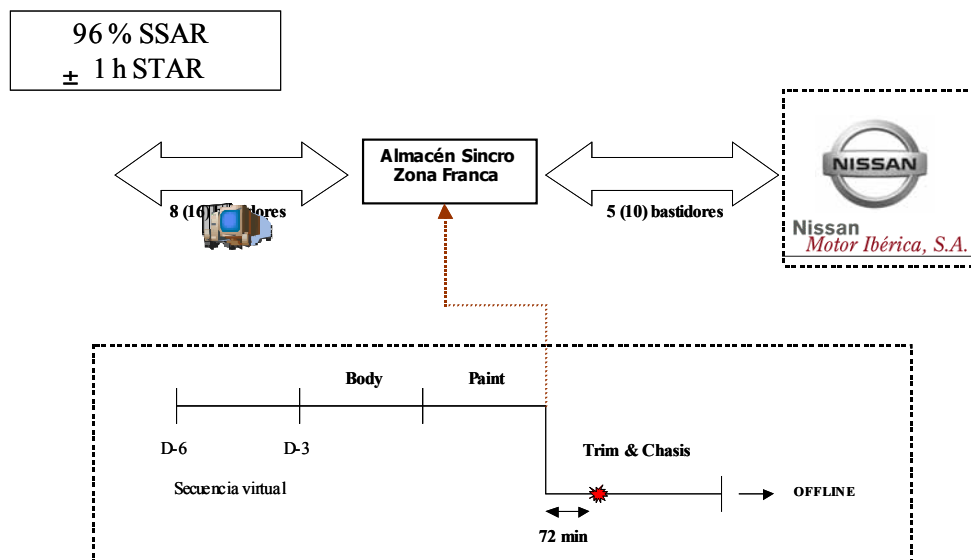 96 % SSAR
± 1 h STAR
Almacén Sincro
Zona Franca
8 (16)
5 (10) bastidores
NISSAN
Nissan
Motor Ibérica, S.A.
Body
Paint
D-6
D-3
Trim & Chasis
Secuencia virtual
OFFLINE
72 min